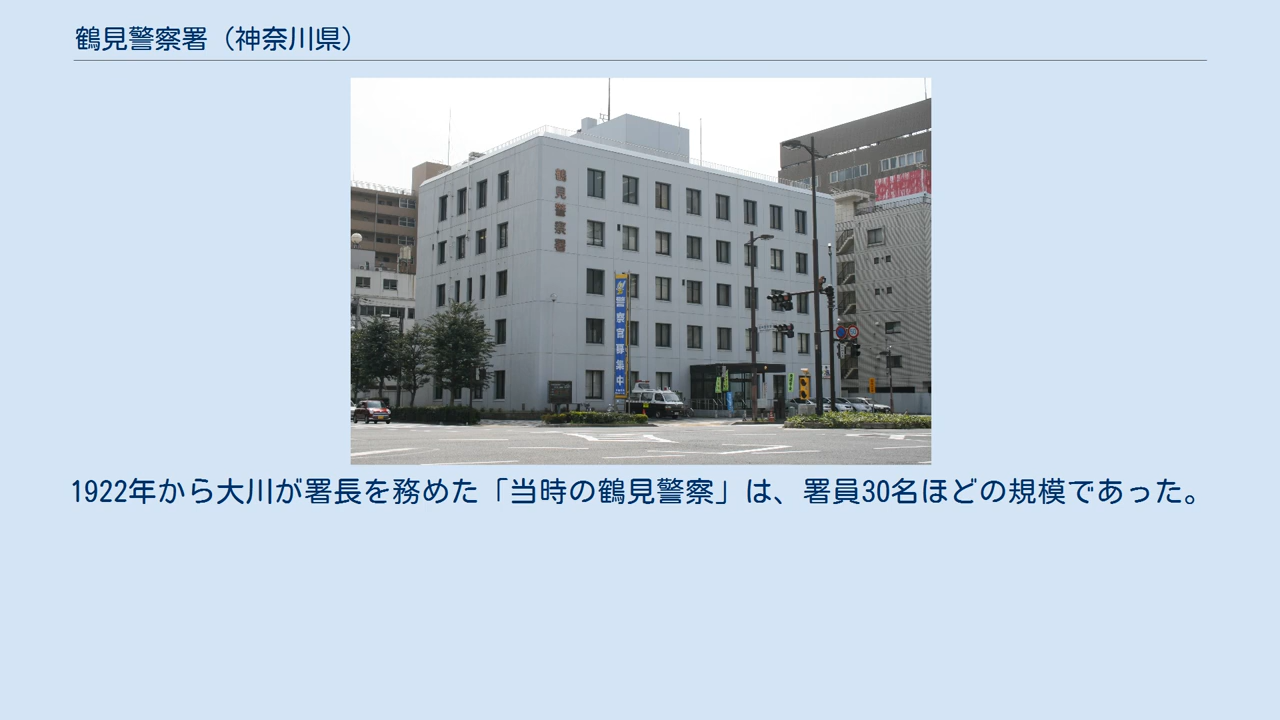 鶴見警察署（神奈川県）
鶴見警察署
警察官募集中
1922年から大川が署長を務めた「当時の鶴見警察」は、署員30名ほどの規模であった。